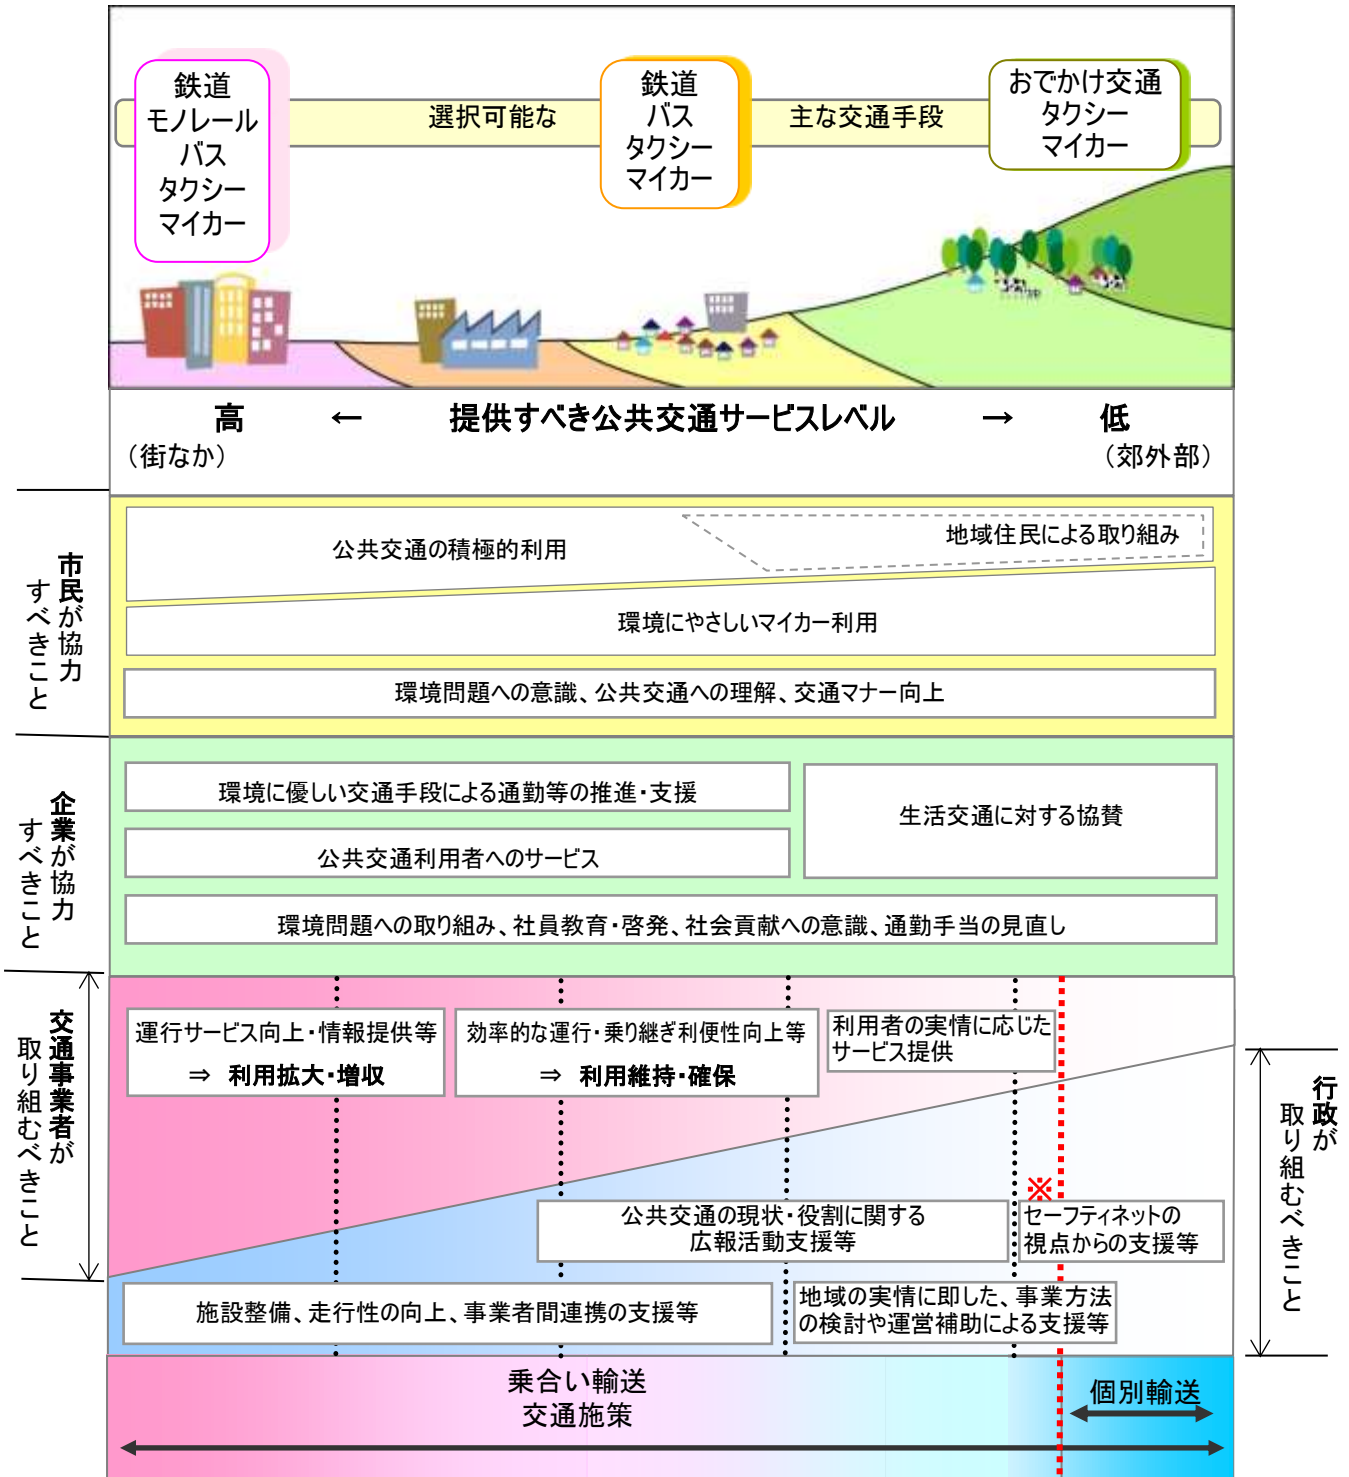 鉄道
モノレール
バス
タクシー
マイカー
選択可能な
鉄道
バス
タクシー
マイカー
主な交通手段
おでかけ交通
タクシー
マイカー
高 ← 提供すべき公共交通サービスレベル → 低
（街なか）
（郊外部）
市民が協力
すべきこと
公共交通の積極的利用
地域住民による取り組み
環境にやさしいマイカー利用
環境問題への意識、公共交通への理解、交通マナー向上
企業が協力
すべきこと
環境に優しい交通手段による通勤等の推進・支援
公共交通利用者へのサービス
生活交通に対する協賛
環境問題への取り組み、社員教育・啓発、社会貢献への意識、通勤手当の見直し
交通事業者が
取り組むべきこと
運行サービス向上・情報提供等
⇒ 利用拡大・増収
効率的な運行・乗り継ぎ利便性向上等
⇒ 利用維持・確保
利用者の実情に応じた
サービス提供
行政が
取り組むべきこと
公共交通の現状・役割に関する
広報活動支援等
※
セーフティネットの
視点からの支援等
施設整備、走行性の向上、事業者間連携の支援等
地域の実情に即した、事業方法
の検討や運営補助による支援等
乗合い輸送
交通施策
個別輸送